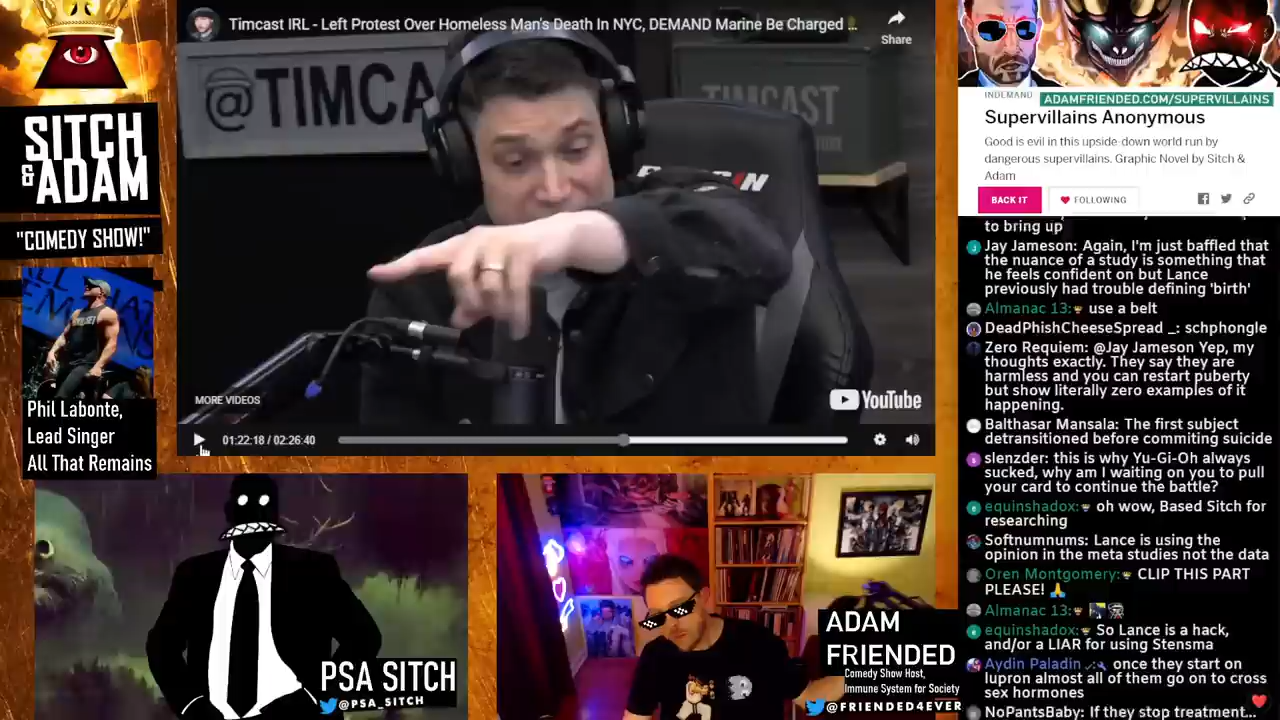 Timcast IRL - Left Protest Over Homeless Man's Death In NYC, DEMAND Marine Be Charged ...
Share
@TIMCA
TIMCAST
MORE VIDEOS
YouTube
01:22:18 / 02:26:40
SITCH
& ADAM
"COMEDY SHOW!"
Phil Labonte,
Lead Singer
All That Remains
PSA SITCH
@PSA_SITCH
ADAM
FRIENDED
Comedy Show Host,
Immune System for Society
@FRIENDED4EVER
INDEMAND
ADAMFRIENDED.COM/SUPERVILLAINS
Supervillains Anonymous
Good is evil in this upside-down world run by
dangerous supervillains. Graphic Novel by Sitch &
Adam
BACK IT
FOLLOWING
to bring up
Jay Jameson: Again, I'm just baffled that
the nuance of a study is something that
he feels confident on but Lance
previously had trouble defining 'birth'
Almanac 13: use a belt
DeadPhishCheeseSpread _: schphongle
Zero Requiem: @Jay Jameson Yep, my
thoughts exactly. They say they are
harmless and you can restart puberty
but show literally zero examples of it
happening.
Balthasar Mansala: The first subject
detransitioned before commiting suicide
slenzder: this is why Yu-Gi-Oh always
sucked, why am I waiting on you to pull
your card to continue the battle?
equinshadox: oh wow, Based Sitch for
researching
Softnumnums: Lance is using the
opinion in the meta studies not the data
Oren Montgomery: CLIP THIS PART
PLEASE! 🙏
Almanac 13:
equinshadox: So Lance is a hack,
and/or a LIAR for using Stensma
Aydin Paladin: once they start on
lupron almost all of them go on to cross
sex hormones
NoPantsBaby: If they stop treatment...